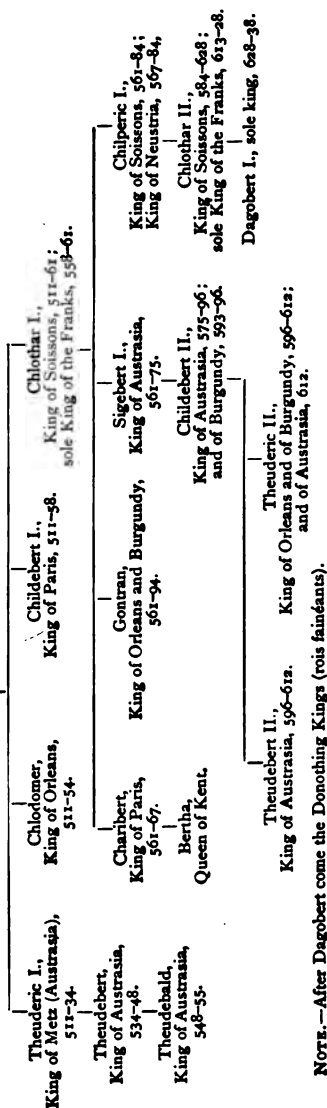 Theuderic I.,
King of Metz (Austrasia),
511–34.
Chlodomer,
King of Orleans,
511–54.
Childebert I.,
King of Paris, 511–58.
Chlothar I.,
King of Soissons, 511–61;
sole King of the Franks, 558–61.
Theudebert,
King of Austrasia,
534–48.
Theudebald,
King of Austrasia,
548–55.
Charibert,
King of Paris,
561–67.
Bertha,
Queen of Kent.
Gontran,
King of Orleans and Burgundy,
561–94.
Sigebert I.,
King of Austrasia,
561–75.
Chilperic I.,
King of Soissons, 561–84;
King of Neustria, 567–84.
Childebert II.,
King of Austrasia, 575–96;
and of Burgundy, 593–96.
Chlothar II.,
King of Soissons, 584–628;
sole King of the Franks, 613–28.
Dagobert I., sole king, 628–38.
Theudebert II.,
King of Austrasia, 596–612.
Theuderic II.,
King of Orleans and of Burgundy, 596–612;
and of Austrasia, 612.
NOTE.—After Dagobert come the Donothing Kings (rois fainéants).